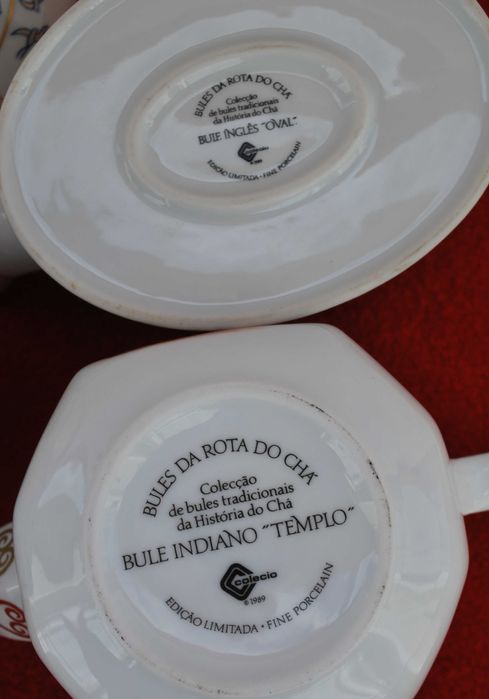 BULES DA ROTA DO CHÁ
Colecção
de bules tradicionais
da História do Chá
BULE INGLÊS "OVAL"
colecio
© 1989
EDIÇÃO LIMITADA · FINE PORCELAIN
BULES DA ROTA DO CHÁ
Colecção
de bules tradicionais
da História do Chá
BULE INDIANO "TEMPLO"
colecio
© 1989
EDIÇÃO LIMITADA · FINE PORCELAIN